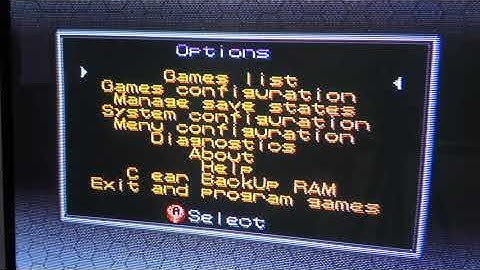 Options
Games list
Games configuration
Manage save states
System configuration
Menu configuration
Diagnostics
About
Help
C ear BackUp RAM
Exit and program games
A Select